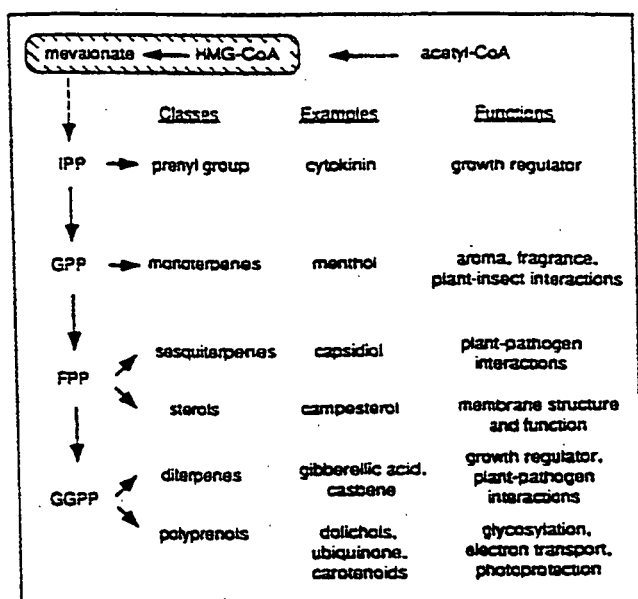 mevalonate HMG-CoA acetyl-CoA
Classes Examples Functions
IPP prenyl group cytokinin growth regulator
GPP monoterpenes menthol aroma, fragrance,
plant-insect interactions
sesquiterpenes capsidiol plant-pathogen
interactions
FPP
sterols campesterol membrane structure
and function
diterpenes gibberellic acid, growth regulator,
casbene plant-pathogen
interactions
GGPP
polyprenols dolichols, glycosylation,
ubiquinone, electron transport,
carotenoids photoprotection